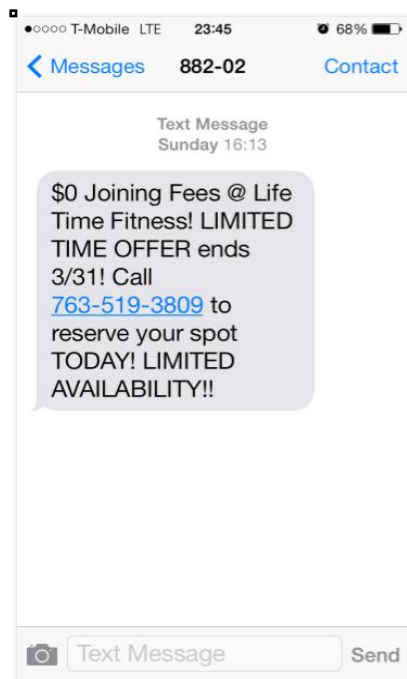 T-Mobile LTE 23:45 68%
Messages 882-02 Contact
Text Message
Sunday 16:13
$0 Joining Fees @ Life
Time Fitness! LIMITED
TIME OFFER ends
3/31! Call
763-519-3809 to
reserve your spot
TODAY! LIMITED
AVAILABILITY!!
Text Message Send